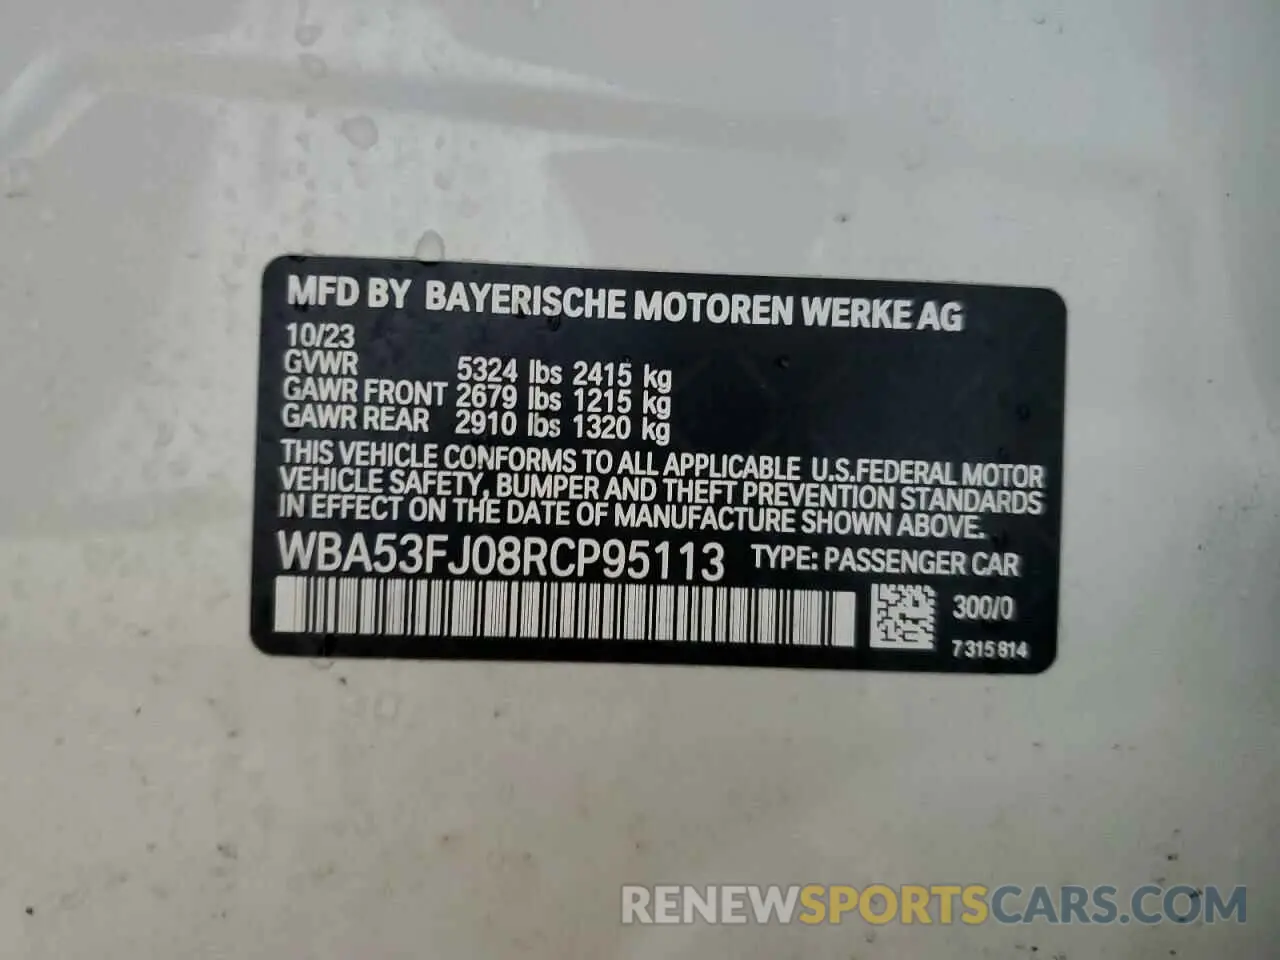 MFD BY BAYERISCHE MOTOREN WERKE AG
10/23
GVWR 5324 lbs 2415 kg
GAWR FRONT 2679 lbs 1215 kg
GAWR REAR 2910 lbs 1320 kg
THIS VEHICLE CONFORMS TO ALL APPLICABLE U.S.FEDERAL MOTOR
VEHICLE SAFETY, BUMPER AND THEFT PREVENTION STANDARDS
IN EFFECT ON THE DATE OF MANUFACTURE SHOWN ABOVE.
WBA53FJ08RCP95113 TYPE: PASSENGER CAR
300/0
7 315 814
RENEWSPORTSCARS.COM